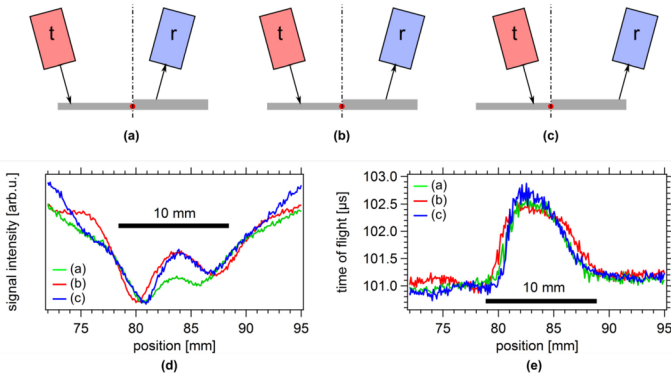 t r t r t r
(a) (b) (c)
signal intensity [arb.u.]
10 mm
(a)
(b)
(c)
75 80 85 90 95
position [mm]
(d)
time of flight [µs]
103.0
102.5
102.0
101.5
101.0
(a)
(b)
(c)
10 mm
75 80 85 90 95
position [mm]
(e)